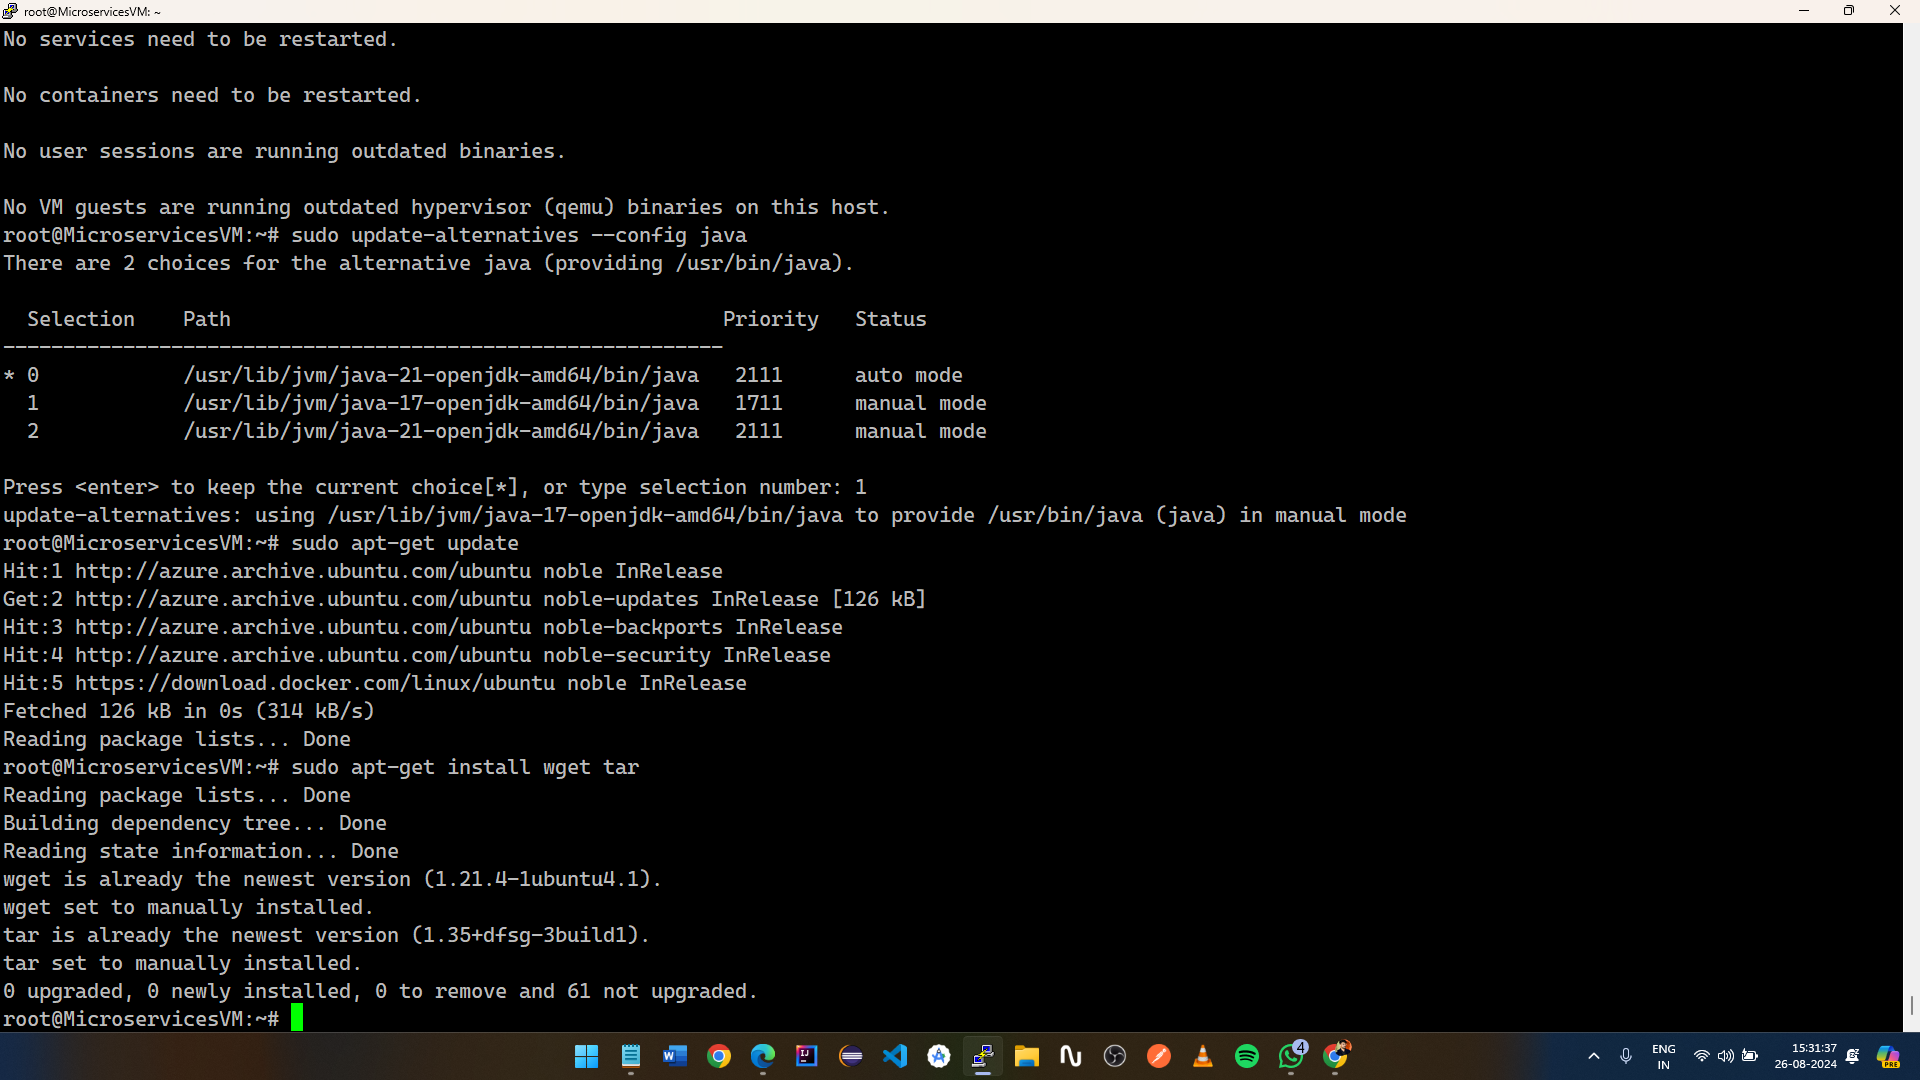 root@MicroservicesVM: ~
No services need to be restarted.
No containers need to be restarted.
No user sessions are running outdated binaries.
No VM guests are running outdated hypervisor (qemu) binaries on this host.
root@MicroservicesVM:~# sudo update-alternatives --config java
There are 2 choices for the alternative java (providing /usr/bin/java).
  Selection    Path                                         Priority   Status
------------------------------------------------------------
* 0            /usr/lib/jvm/java-21-openjdk-amd64/bin/java   2111      auto mode
  1            /usr/lib/jvm/java-17-openjdk-amd64/bin/java   1711      manual mode
  2            /usr/lib/jvm/java-21-openjdk-amd64/bin/java   2111      manual mode
Press <enter> to keep the current choice[*], or type selection number: 1
update-alternatives: using /usr/lib/jvm/java-17-openjdk-amd64/bin/java to provide /usr/bin/java (java) in manual mode
root@MicroservicesVM:~# sudo apt-get update
Hit:1 http://azure.archive.ubuntu.com/ubuntu noble InRelease
Get:2 http://azure.archive.ubuntu.com/ubuntu noble-updates InRelease [126 kB]
Hit:3 http://azure.archive.ubuntu.com/ubuntu noble-backports InRelease
Hit:4 http://azure.archive.ubuntu.com/ubuntu noble-security InRelease
Hit:5 https://download.docker.com/linux/ubuntu noble InRelease
Fetched 126 kB in 0s (314 kB/s)
Reading package lists... Done
root@MicroservicesVM:~# sudo apt-get install wget tar
Reading package lists... Done
Building dependency tree... Done
Reading state information... Done
wget is already the newest version (1.21.4-1ubuntu4.1).
wget set to manually installed.
tar is already the newest version (1.35+dfsg-3build1).
tar set to manually installed.
0 upgraded, 0 newly installed, 0 to remove and 61 not upgraded.
root@MicroservicesVM:~#
W
IJ
4
ENG
IN
15:31:37
26-08-2024
PRE